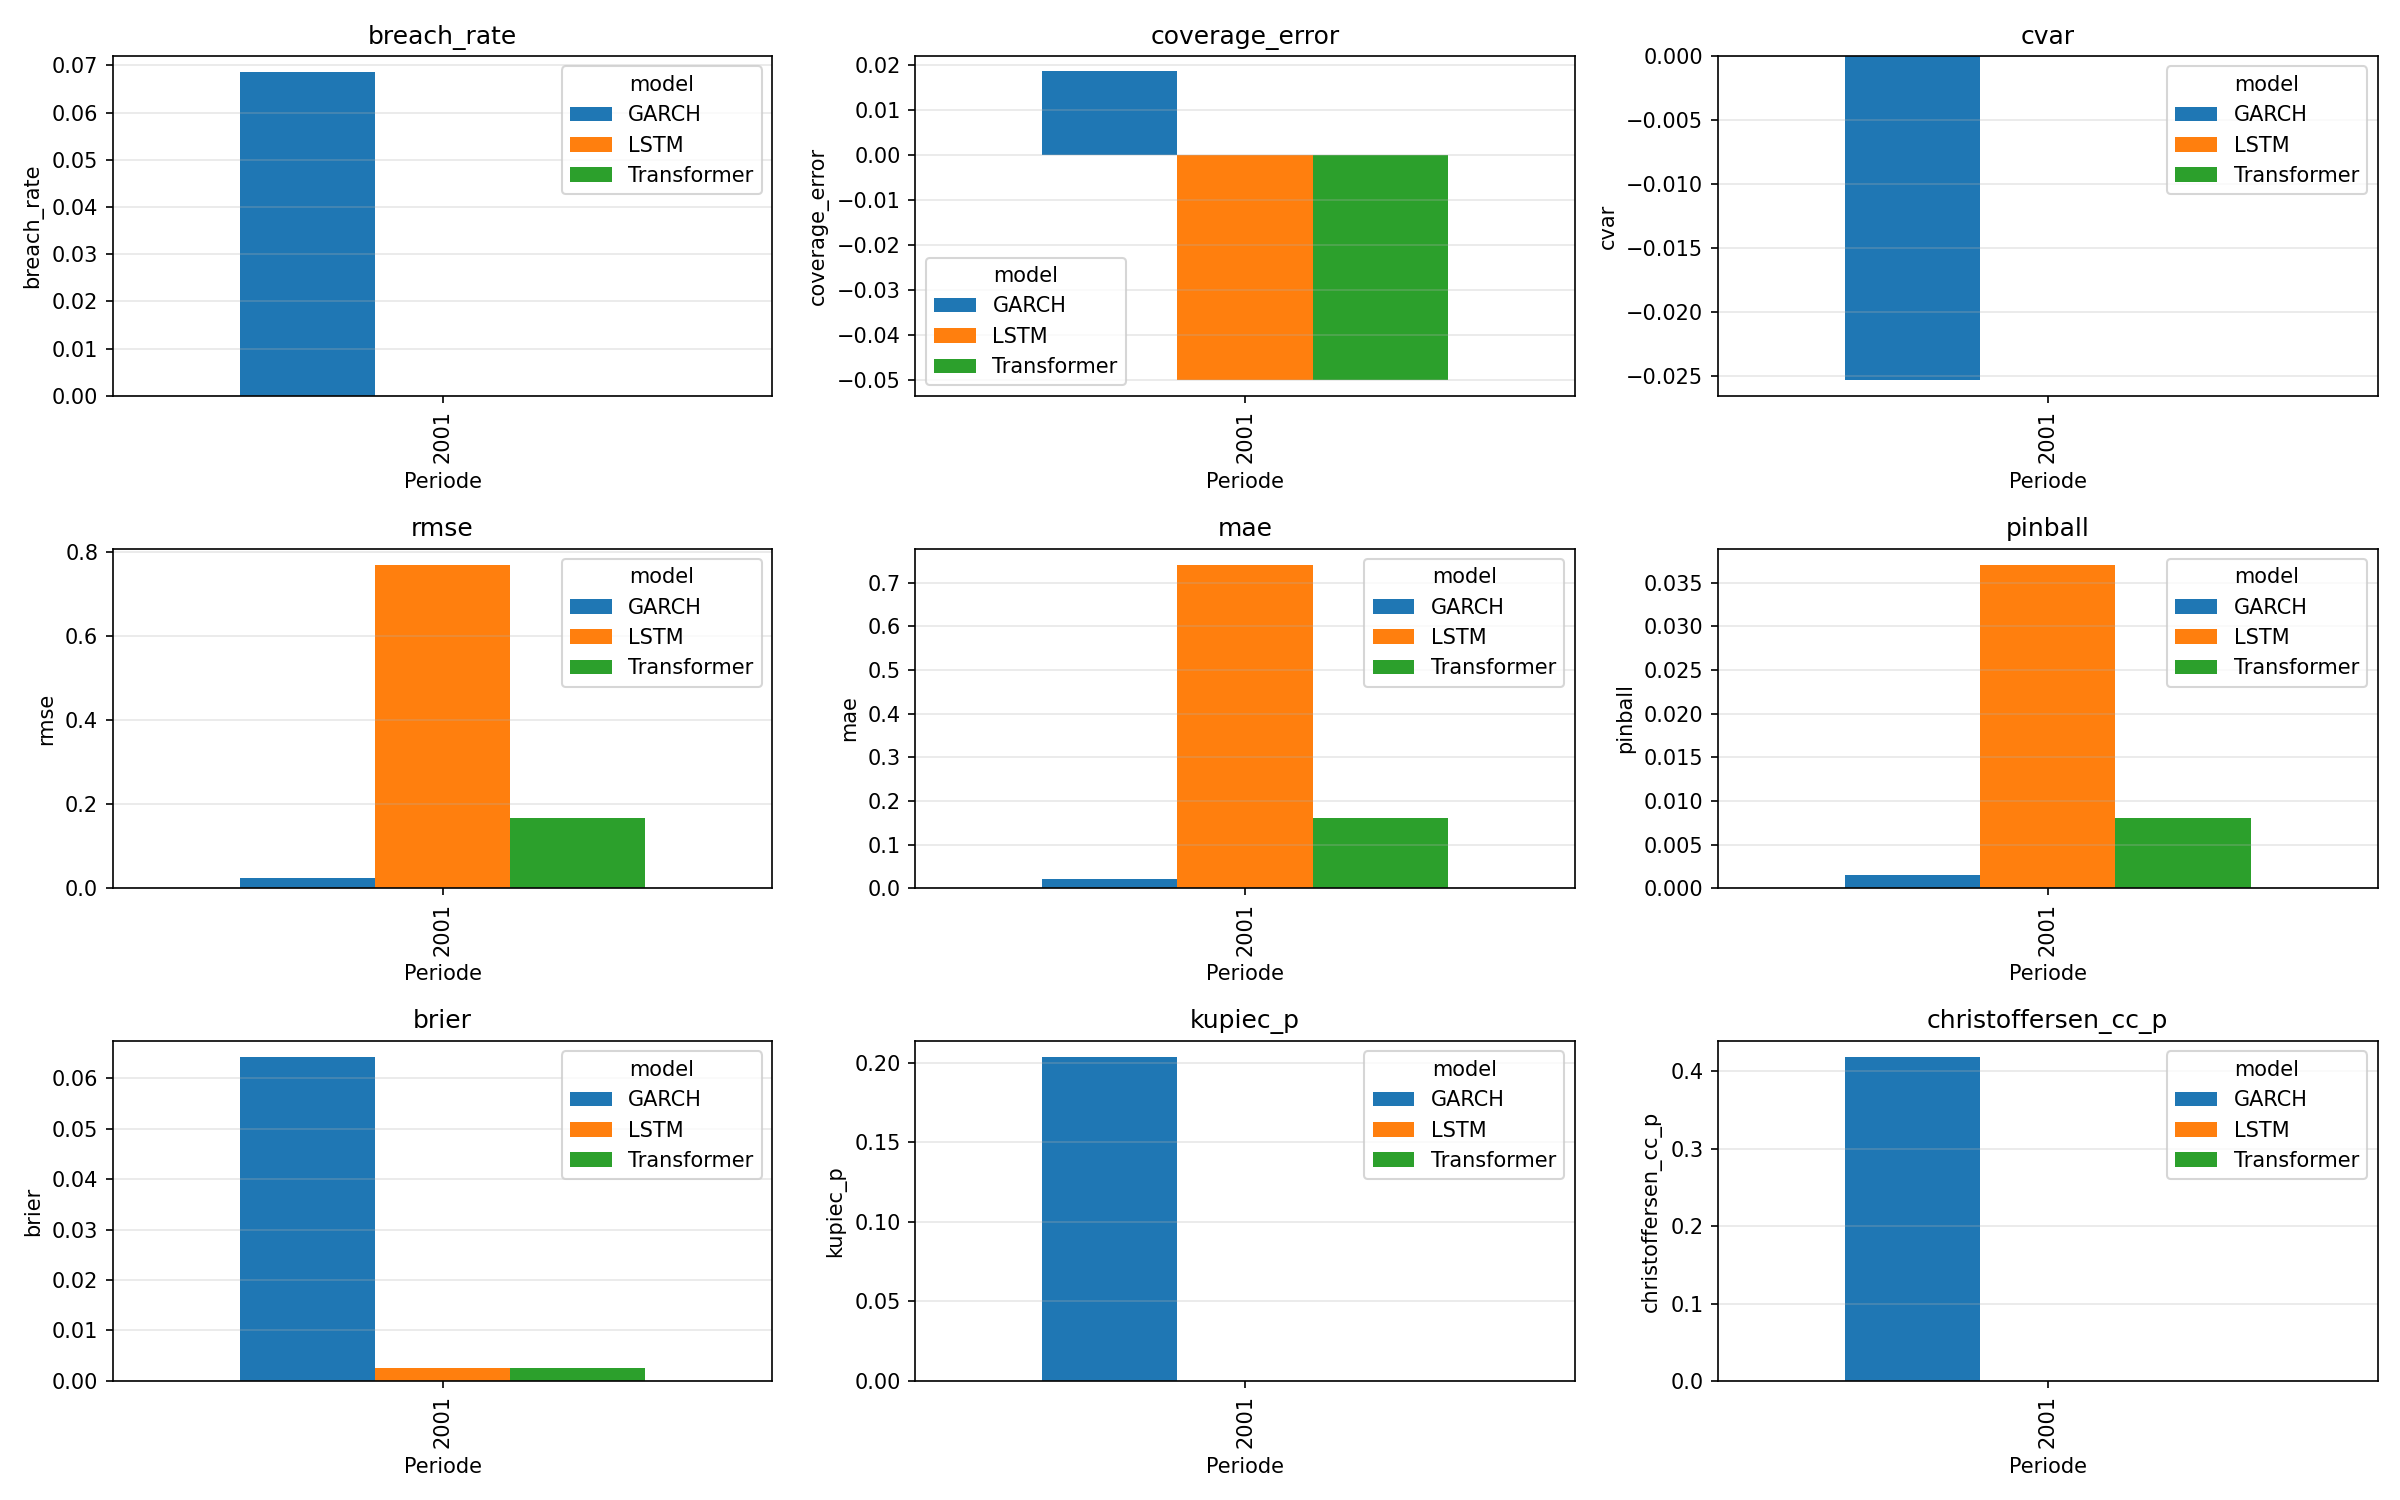 breach_rate
0.07
0.06
0.05
0.04
0.03
0.02
0.01
0.00
breach_rate
model
GARCH
LSTM
Transformer
2001
Periode
coverage_error
0.02
0.01
0.00
−0.01
−0.02
−0.03
−0.04
−0.05
coverage_error
model
GARCH
LSTM
Transformer
2001
Periode
cvar
0.000
−0.005
−0.010
−0.015
−0.020
−0.025
cvar
model
GARCH
LSTM
Transformer
2001
Periode
rmse
0.8
0.6
0.4
0.2
0.0
rmse
model
GARCH
LSTM
Transformer
2001
Periode
mae
0.7
0.6
0.5
0.4
0.3
0.2
0.1
0.0
mae
model
GARCH
LSTM
Transformer
2001
Periode
pinball
0.035
0.030
0.025
0.020
0.015
0.010
0.005
0.000
pinball
model
GARCH
LSTM
Transformer
2001
Periode
brier
0.06
0.05
0.04
0.03
0.02
0.01
0.00
brier
model
GARCH
LSTM
Transformer
2001
Periode
kupiec_p
0.20
0.15
0.10
0.05
0.00
kupiec_p
model
GARCH
LSTM
Transformer
2001
Periode
christoffersen_cc_p
0.4
0.3
0.2
0.1
0.0
christoffersen_cc_p
model
GARCH
LSTM
Transformer
2001
Periode